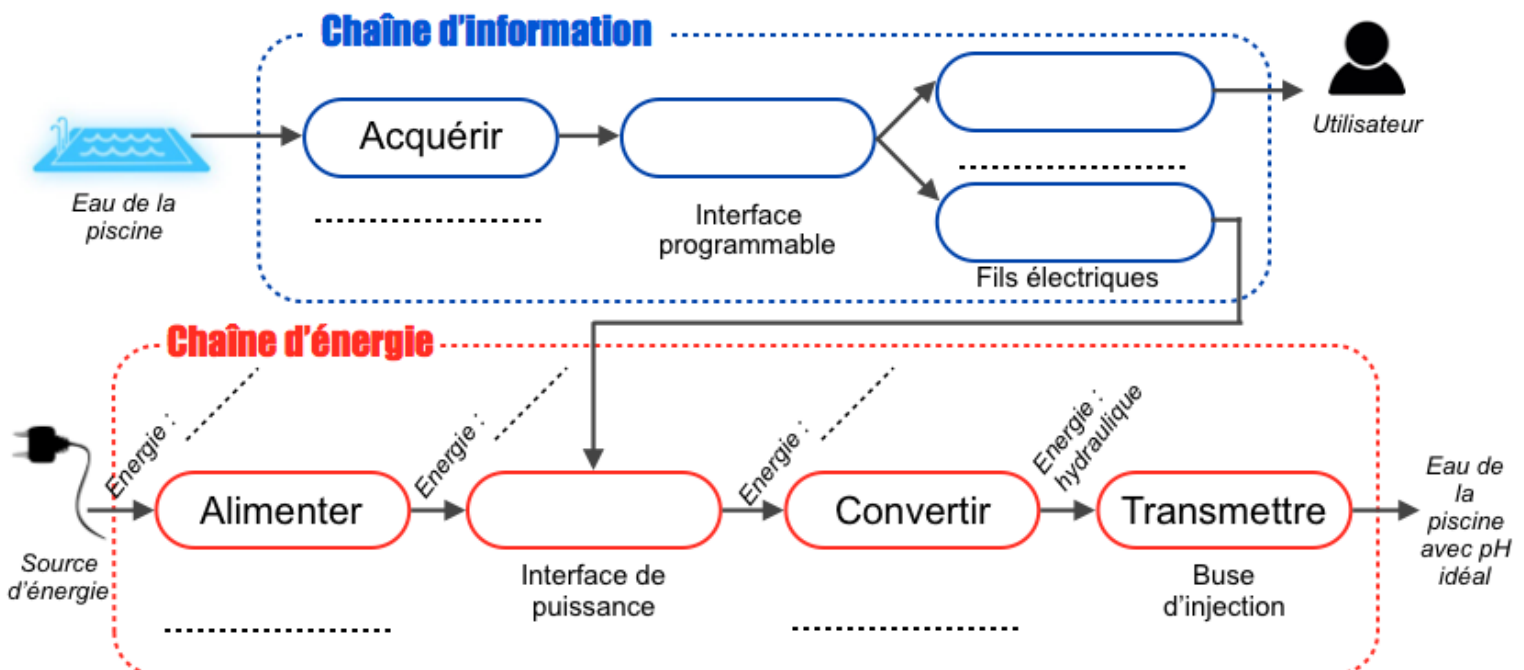 Chaîne d'information
Acquérir
Utilisateur
Eau de la
piscine
Interface
programmable
Fils électriques
Chaîne d'énergie
Energie :
Energie :
Energie :
Energie :
hydraulique
Alimenter
Convertir
Transmettre
Source
d'énergie
Interface de
puissance
Buse
d'injection
Eau de
la
piscine
avec pH
idéal